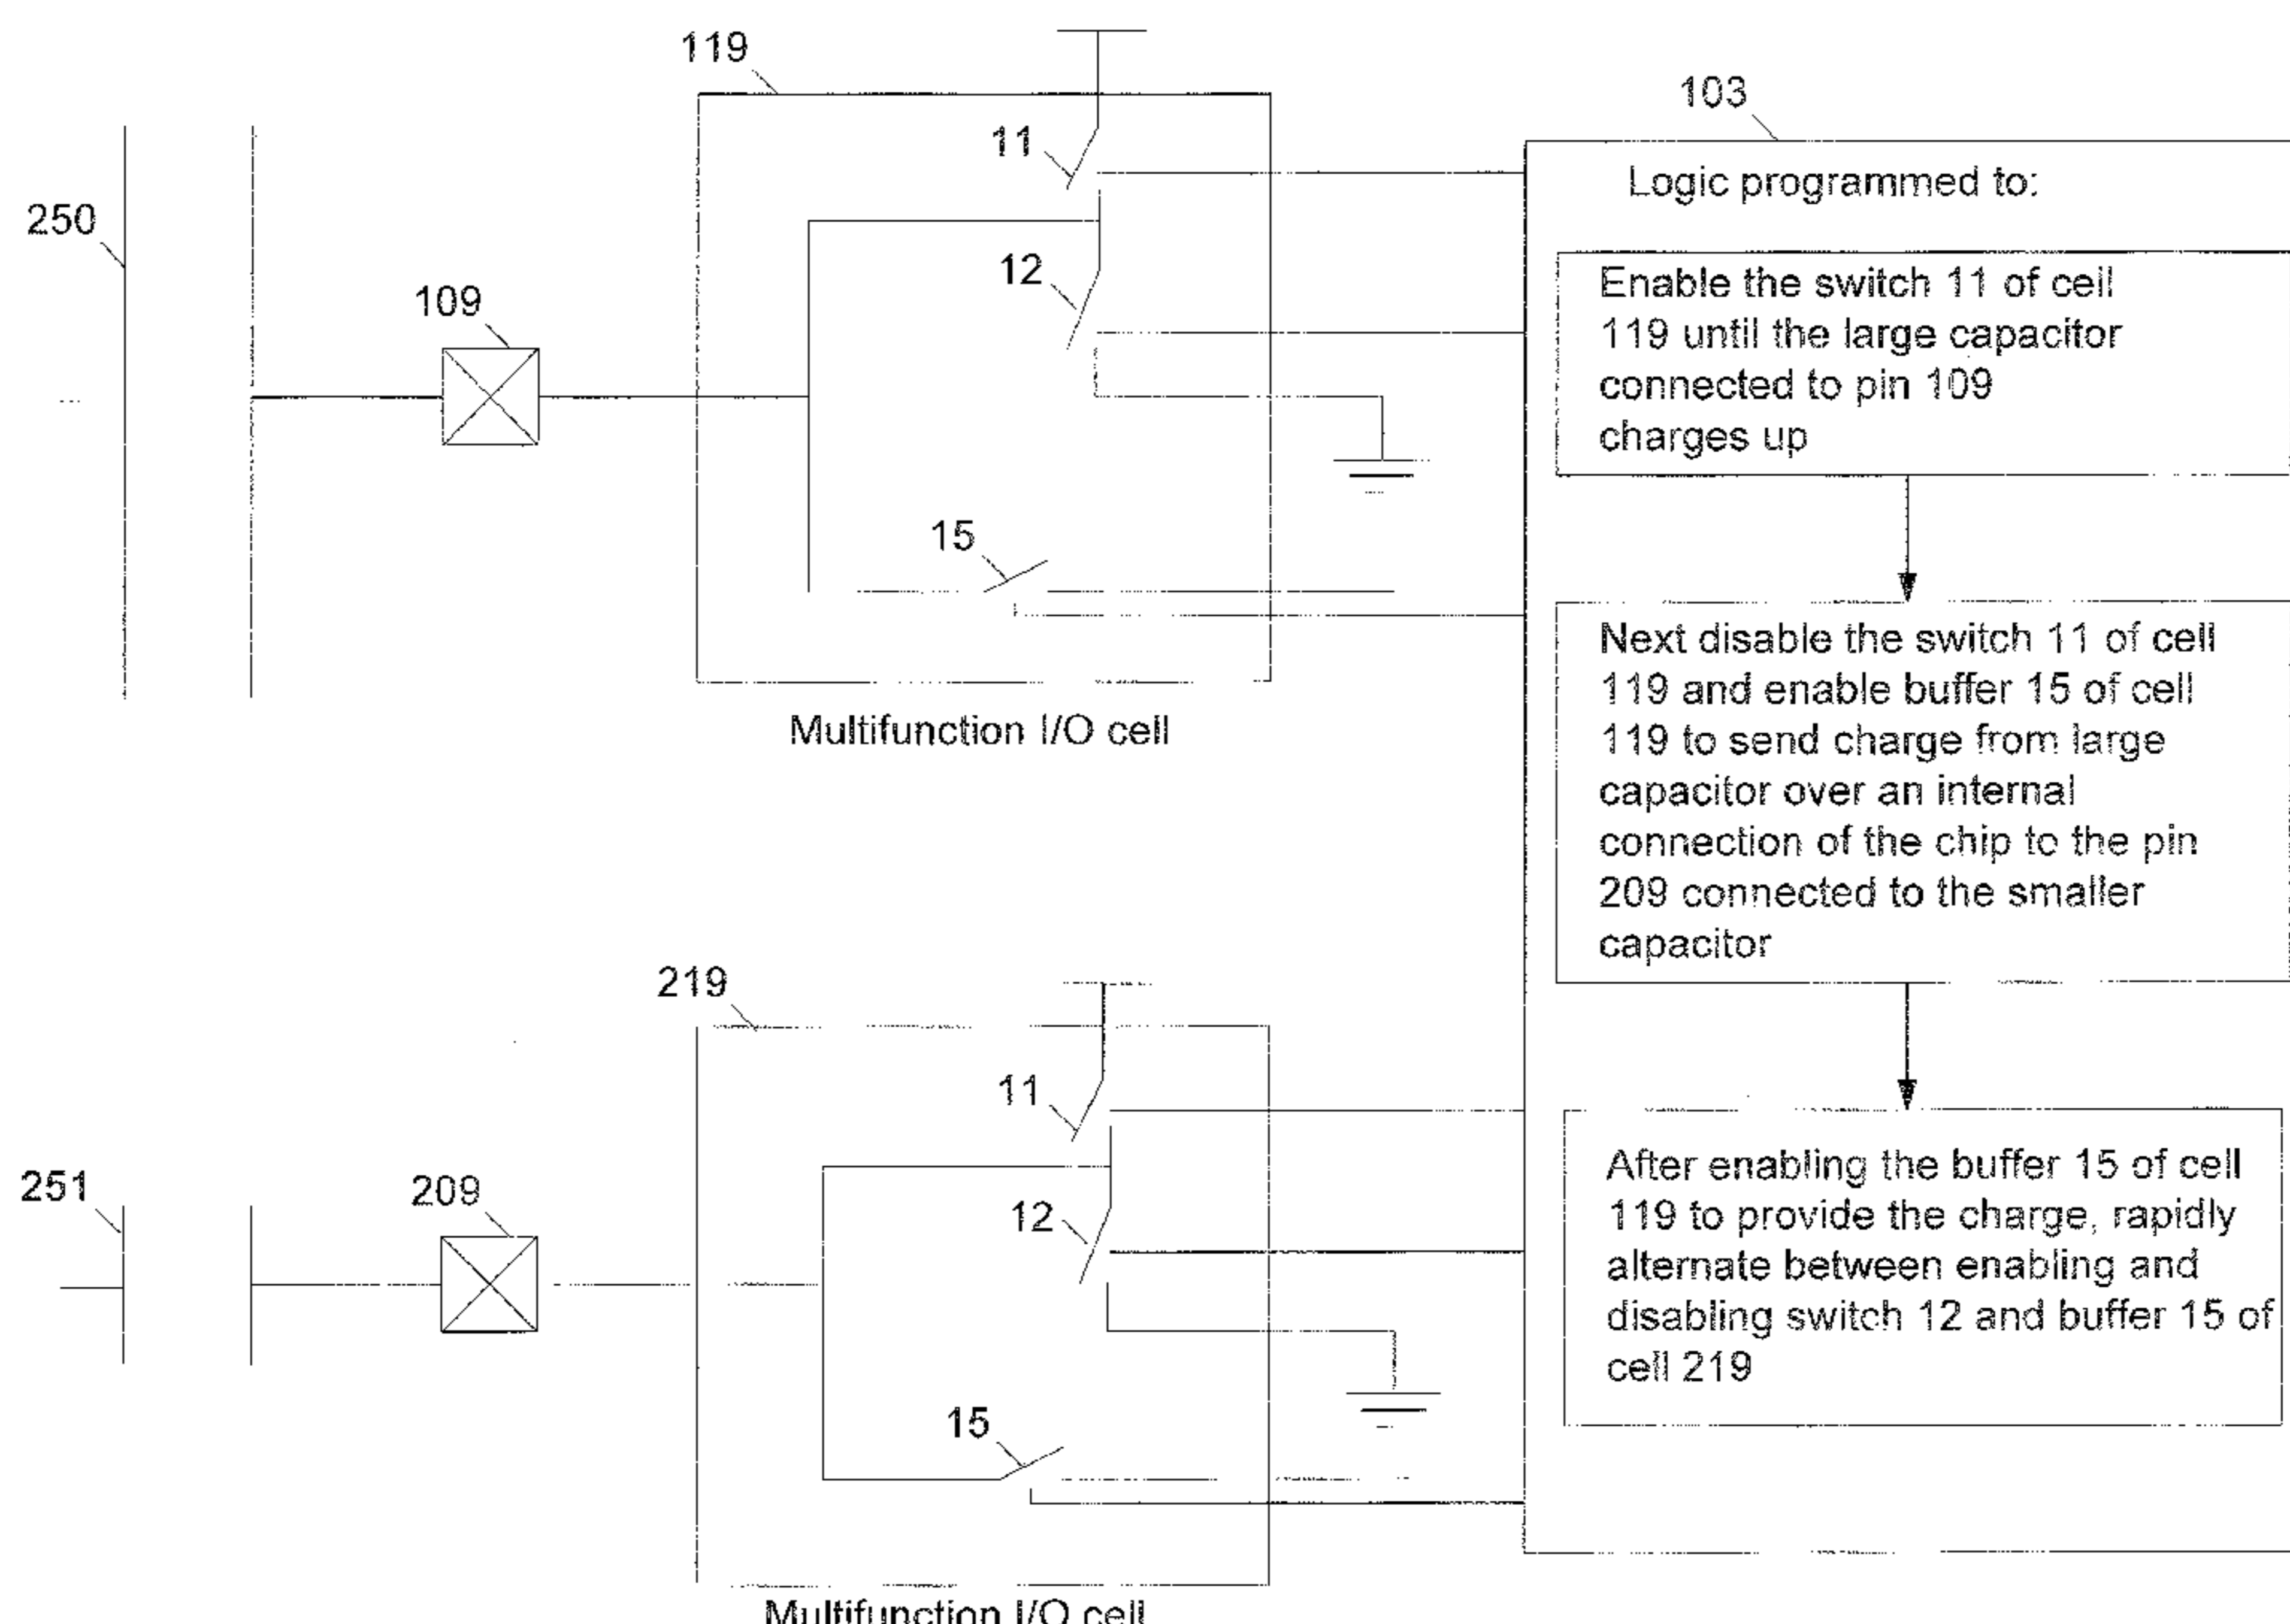 119
103
11
Logic programmed to:
250
12
Enable the switch 11 of cell
119 until the large capacitor
connected to pin 109
charges up
109
15
Next disable the switch 11 of cell
119 and enable buffer 15 of cell
119 to send charge from large
capacitor over an internal
connection of the chip to the pin
209 connected to the smaller
capacitor
Multifunction I/O cell
219
11
251
209
12
After enabling the buffer 15 of cell
119 to provide the charge, rapidly
alternate between enabling and
disabling switch 12 and buffer 15 of
cell 219
15
Multifunction I/O cell